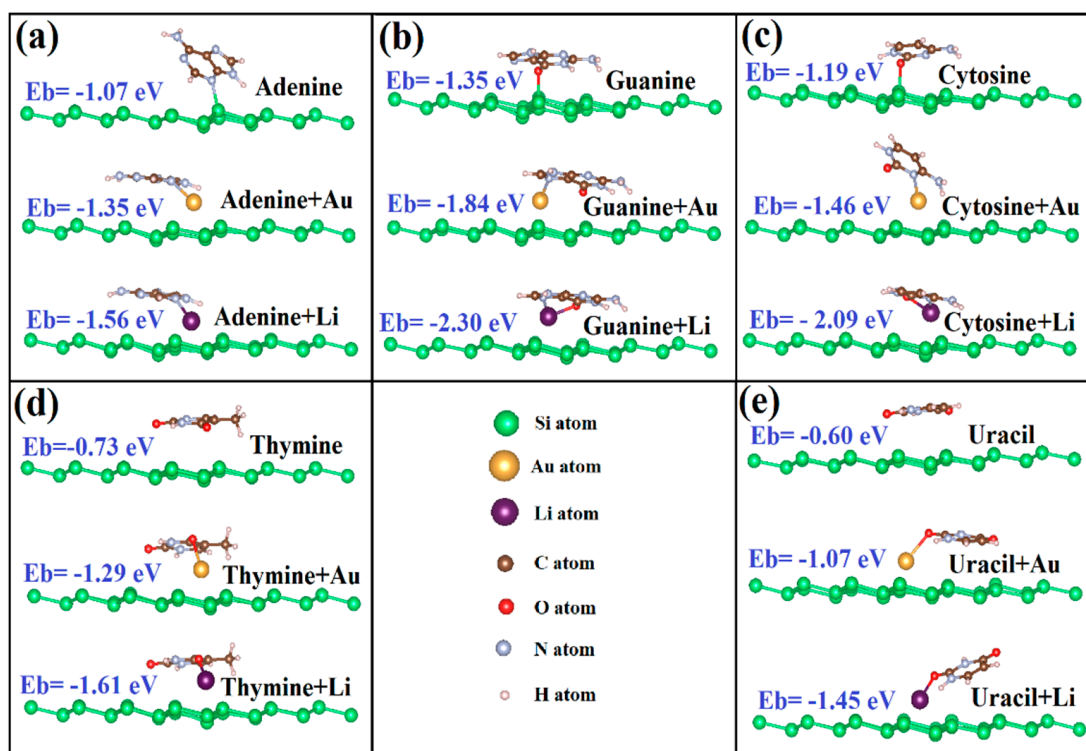 (a)
Eb= -1.07 eV
Adenine
Eb= -1.35 eV
Adenine+Au
Eb= -1.56 eV
Adenine+Li
(b)
Eb= -1.35 eV
Guanine
Eb= -1.84 eV
Guanine+Au
Eb= -2.30 eV
Guanine+Li
(c)
Eb= -1.19 eV
Cytosine
Eb= -1.46 eV
Cytosine+Au
Eb= - 2.09 eV
Cytosine+Li
(d)
Eb=-0.73 eV
Thymine
Eb= -1.29 eV
Thymine+Au
Eb= -1.61 eV
Thymine+Li
Si atom
Au atom
Li atom
C atom
O atom
N atom
H atom
(e)
Eb= -0.60 eV
Uracil
Eb= -1.07 eV
Uracil+Au
Eb= -1.45 eV
Uracil+Li